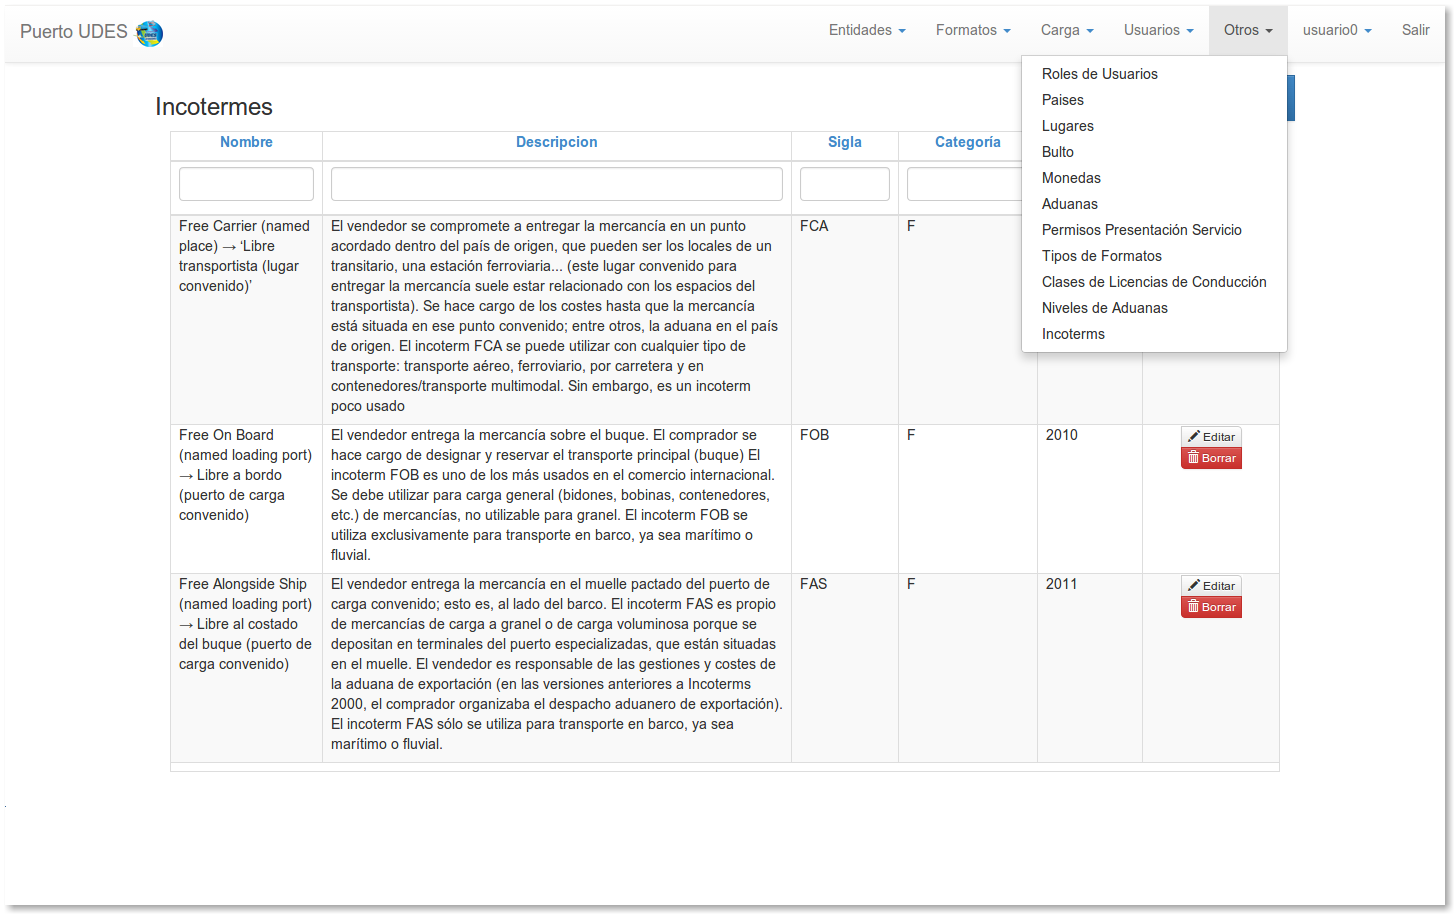 Puerto UDES
Entidades
Formatos
Carga
Usuarios
Otros
usuario0
Salir
Roles de Usuarios
Paises
Lugares
Bulto
Monedas
Aduanas
Permisos Presentación Servicio
Tipos de Formatos
Clases de Licencias de Conducción
Niveles de Aduanas
Incoterms
Incotermes
Nombre
Descripcion
Sigla
Categoría
Free Carrier (named
place) → ‘Libre
transportista (lugar
convenido)’
El vendedor se compromete a entregar la mercancía en un punto
acordado dentro del país de origen, que pueden ser los locales de un
transitario, una estación ferroviaria... (este lugar convenido para
entregar la mercancía suele estar relacionado con los espacios del
transportista). Se hace cargo de los costes hasta que la mercancía
está situada en ese punto convenido; entre otros, la aduana en el país
de origen. El incoterm FCA se puede utilizar con cualquier tipo de
transporte: transporte aéreo, ferroviario, por carretera y en
contenedores/transporte multimodal. Sin embargo, es un incoterm
poco usado
FCA
F
Free On Board
(named loading port)
→ Libre a bordo
(puerto de carga
convenido)
El vendedor entrega la mercancía sobre el buque. El comprador se
hace cargo de designar y reservar el transporte principal (buque) El
incoterm FOB es uno de los más usados en el comercio internacional.
Se debe utilizar para carga general (bidones, bobinas, contenedores,
etc.) de mercancías, no utilizable para granel. El incoterm FOB se
utiliza exclusivamente para transporte en barco, ya sea marítimo o
fluvial.
FOB
F
2010
Editar
Borrar
Free Alongside Ship
(named loading port)
→ Libre al costado
del buque (puerto de
carga convenido)
El vendedor entrega la mercancía en el muelle pactado del puerto de
carga convenido; esto es, al lado del barco. El incoterm FAS es propio
de mercancías de carga a granel o de carga voluminosa porque se
depositan en terminales del puerto especializadas, que están situadas
en el muelle. El vendedor es responsable de las gestiones y costes de
la aduana de exportación (en las versiones anteriores a Incoterms
2000, el comprador organizaba el despacho aduanero de exportación).
El incoterm FAS sólo se utiliza para transporte en barco, ya sea
marítimo o fluvial.
FAS
F
2011
Editar
Borrar